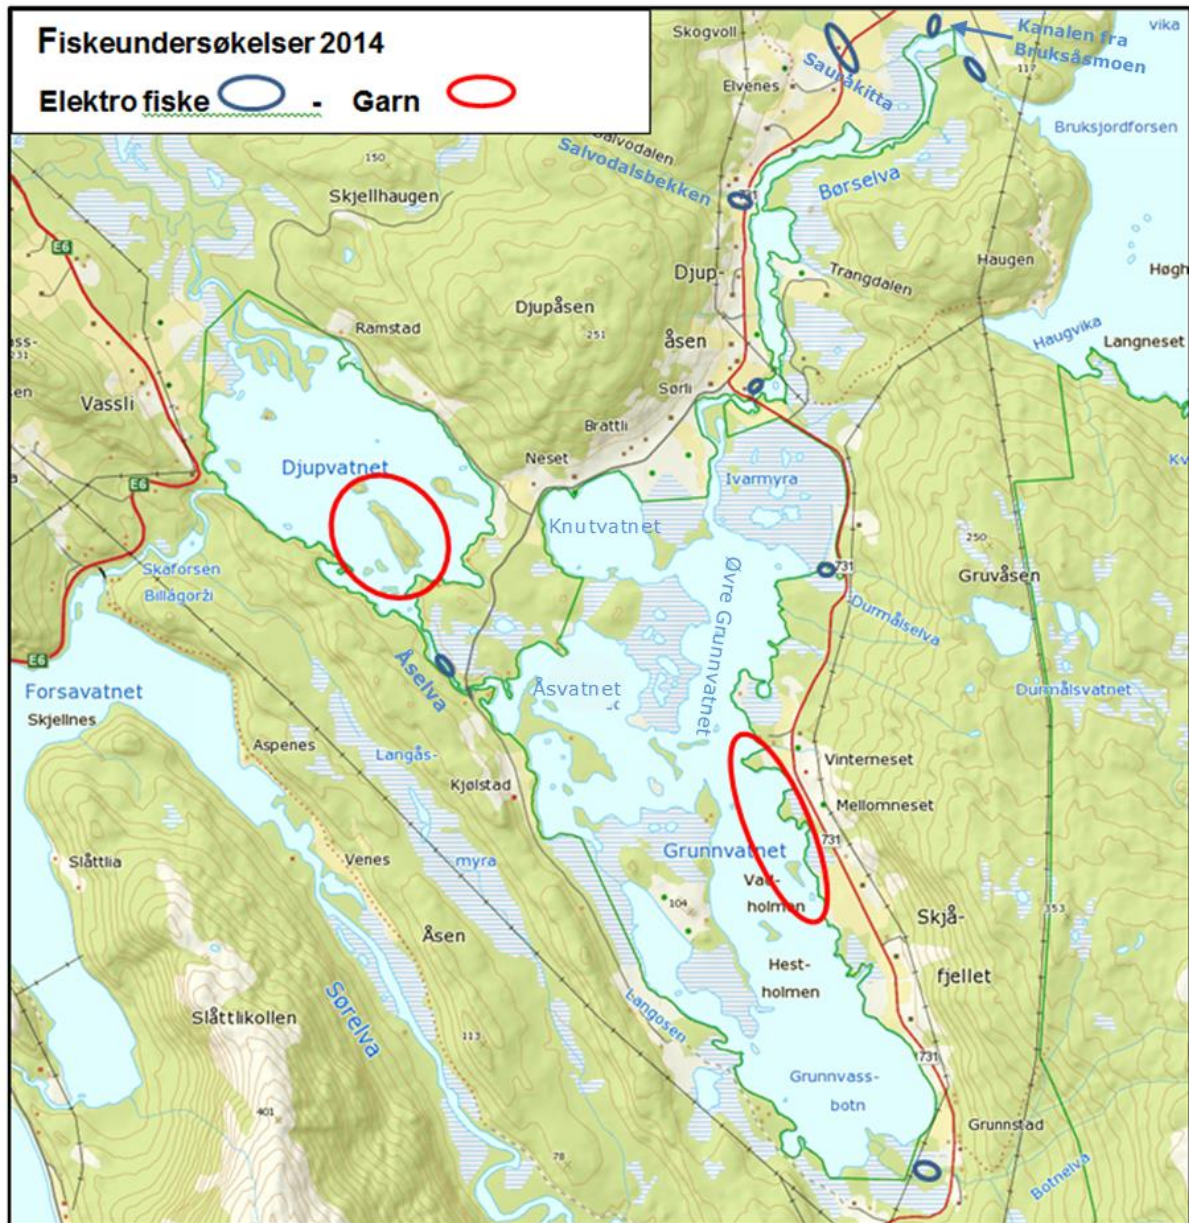 Fiskeundersøkelser 2014
Elektro fiske - Garn
Skogvoll
Kanalen fra
Bruksåsmoen
vika
Sauråkitta
117
Elvenes
Bruksjordforsen
Salvodalen
Salvodalsbekken
150
Skjellhaugen
Børselva
731
E6
Haugen
Djup-
åsen
Trangdalen
Høgh
Djupåsen
251
Ramstad
Haugvika
Langneset
231
Sørli
Vassli
Brattli
Neset
Djupvatnet
Ivarmyra
Kv
E6
Knutvatnet
250
Gruvåsen
Skaforsen
Billágorži
731
Øvre Grunnvatnet
Durmålselva
Åselva
Åsvatnet
Durmålsvatnet
E6
Forsavatnet
Skjellnes
Aspenes
Langås-
myra
Kjølstad
Vinterneset
Mellomneset
731
Grunnvatnet
Vad-
holmen
Slåttlia
Venes
104
353
Åsen
Skjå-
fjellet
Hest-
holmen
Sørelva
Langosen
Slåttlikollen
113
731
Grunnvass-
botn
401
Grunnstad
78
Botnelva